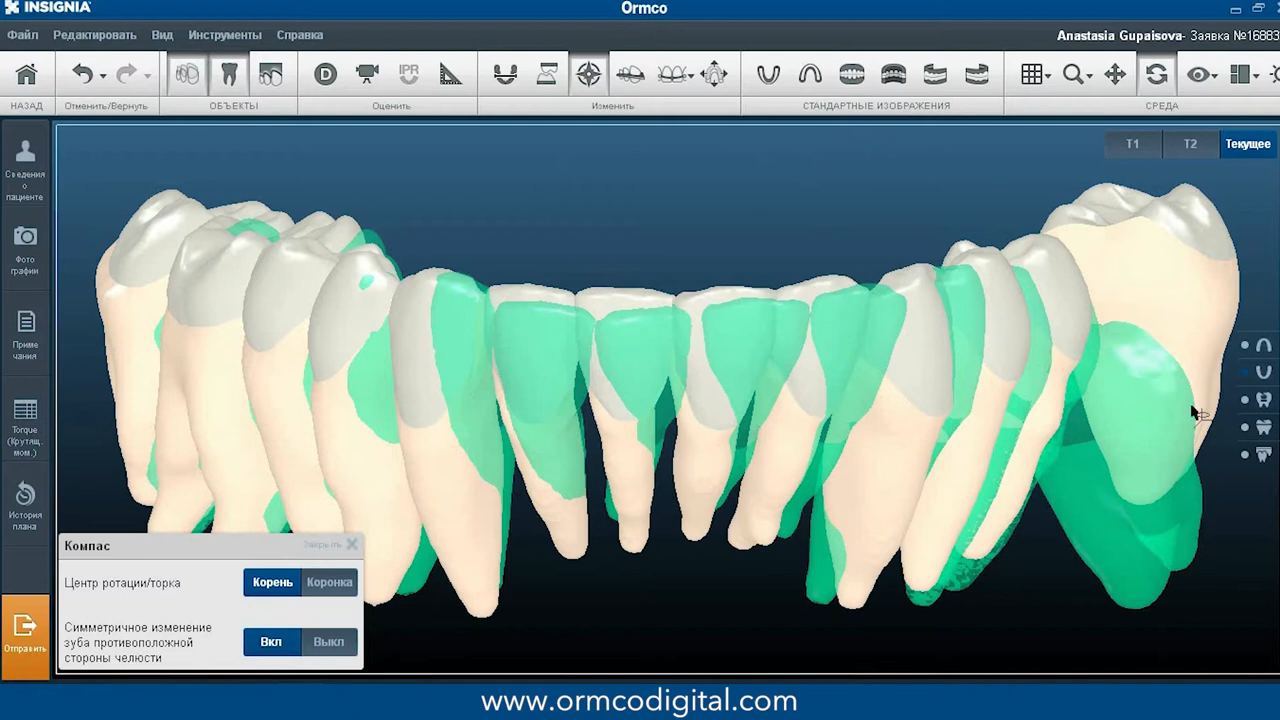 INSIGNIA
Ormco
Файл Редактировать Вид Инструменты Справка
Anastasia Gupaisova- Заявка №16883
D IPR
НАЗАД Отменить/Вернуть ОБЪЕКТЫ Оценить Изменить СТАНДАРТНЫЕ ИЗОБРАЖЕНИЯ СРЕДА
T1 T2 Текущее
Сведения
о
пациенте
Фото
графии
Приме
чания
Torque
(Крутящ.
мом.)
История
плана
Отправить
Компас Закрыть
Центр ротации/торка Корень Коронка
Симметричное изменение
зуба противоположной Вкл Выкл
стороны челюсти
www.ormcodigital.com